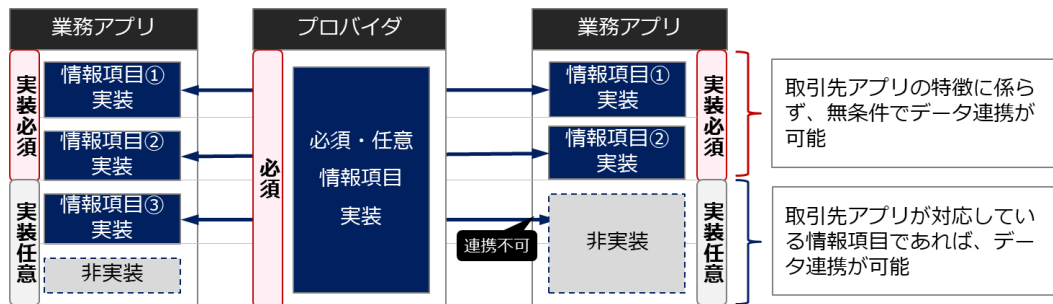 業務アプリ
プロバイダ
業務アプリ
実装必須
情報項目①
実装
情報項目②
実装
実装任意
情報項目③
実装
非実装
必須
必須・任意
情報項目
実装
情報項目①
実装
情報項目②
実装
実装必須
連携不可
非実装
実装任意
取引先アプリの特徴に係ら
ず、無条件でデータ連携が
可能
取引先アプリが対応してい
る情報項目であれば、デー
タ連携が可能